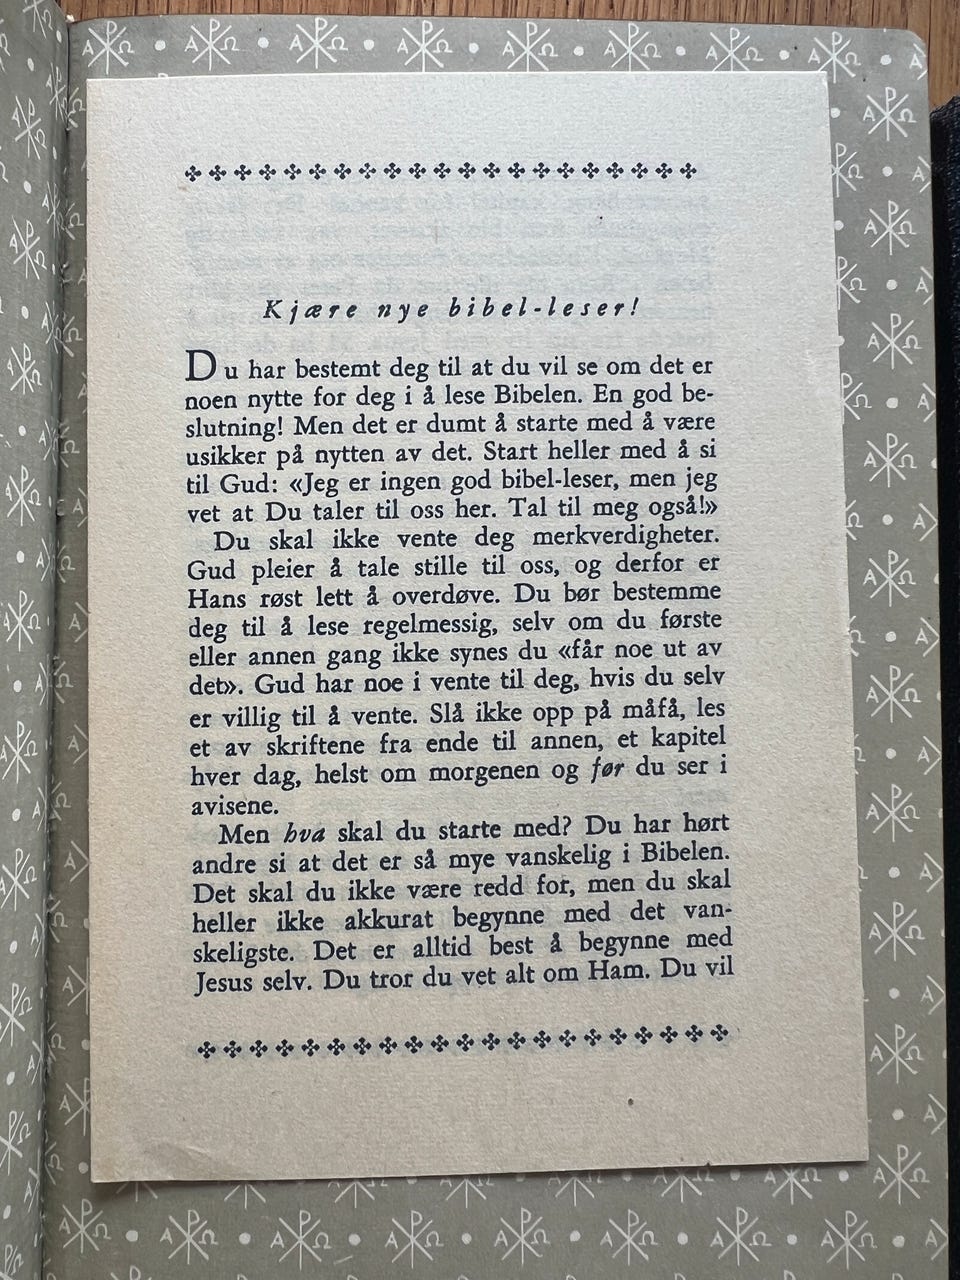 Kjære nye bibel-leser!
Du har bestemt deg til at du vil se om det er
noen nytte for deg i å lese Bibelen. En god be-
slutning! Men det er dumt å starte med å være
usikker på nytten av det. Start heller med å si
til Gud: «Jeg er ingen god bibel-leser, men jeg
vet at Du taler til oss her. Tal til meg også!»
Du skal ikke vente deg merkverdigheter.
Gud pleier å tale stille til oss, og derfor er
Hans røst lett å overdøve. Du bør bestemme
deg til å lese regelmessig, selv om du første
eller annen gang ikke synes du «får noe ut av
det». Gud har noe i vente til deg, hvis du selv
er villig til å vente. Slå ikke opp på måfå, les
et av skriftene fra ende til annen, et kapitel
hver dag, helst om morgenen og før du ser i
avisene.
Men hva skal du starte med? Du har hørt
andre si at det er så mye vanskelig i Bibelen.
Det skal du ikke være redd for, men du skal
heller ikke akkurat begynne med det van-
skeligste. Det er alltid best å begynne med
Jesus selv. Du tror du vet alt om Ham. Du vil